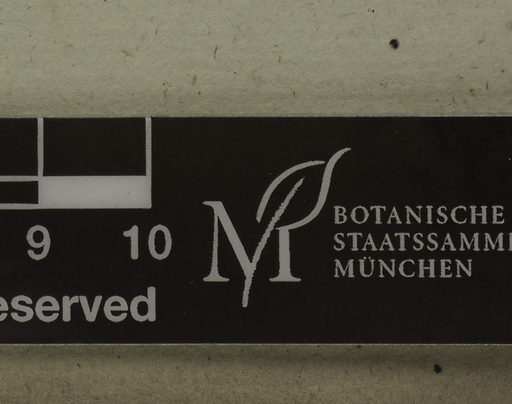 9 10
BOTANISCHE
STAATSSAMM
MÜNCHEN
eserved